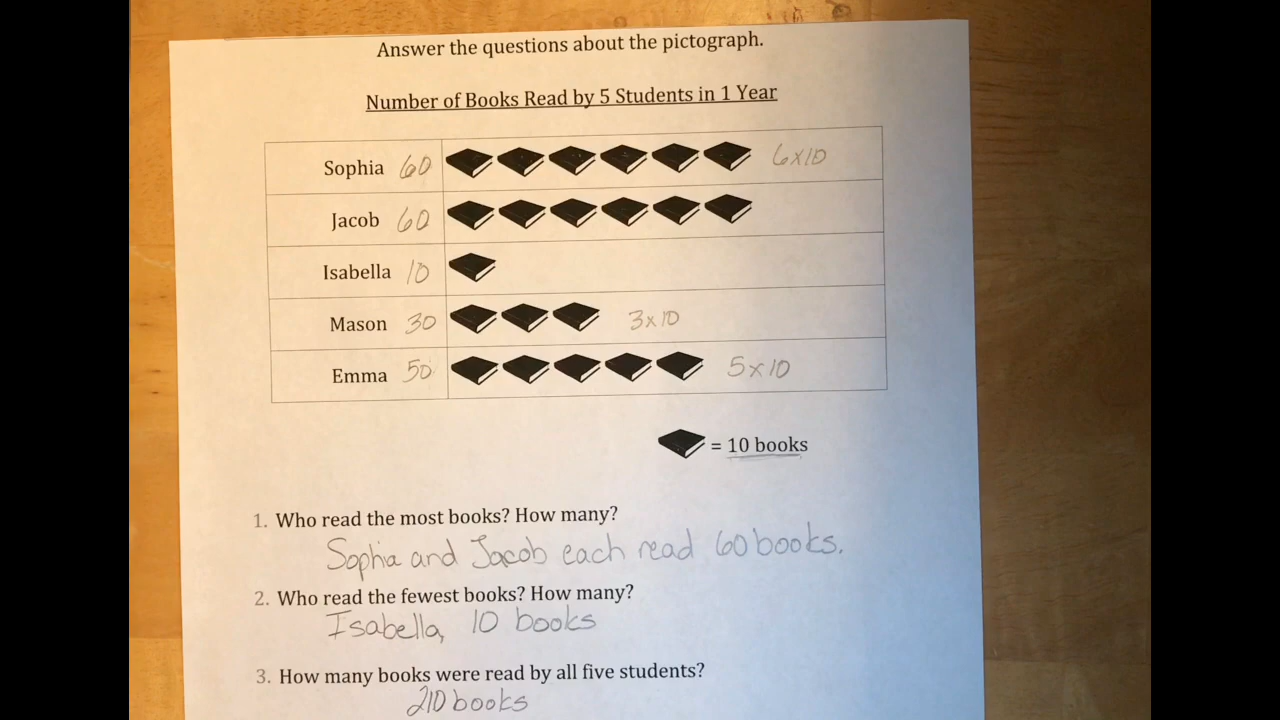 Answer the questions about the pictograph.
Number of Books Read by 5 Students in 1 Year
Sophia 60 6x10
Jacob 60
Isabella 10
Mason 30 3x10
Emma 50 5x10
= 10 books
1. Who read the most books? How many?
Sophia and Jacob each read 60 books.
2. Who read the fewest books? How many?
Isabella, 10 books
3. How many books were read by all five students?
210 books